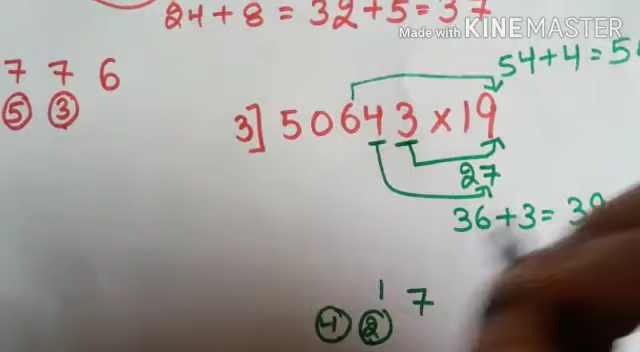 24 + 8 = 32 + 5 = 37
Made with KINEMASTER
54 + 4 = 5
7 7 6
5 3
3] 50643 × 19
27
36 + 3 = 39
1 7
4 2